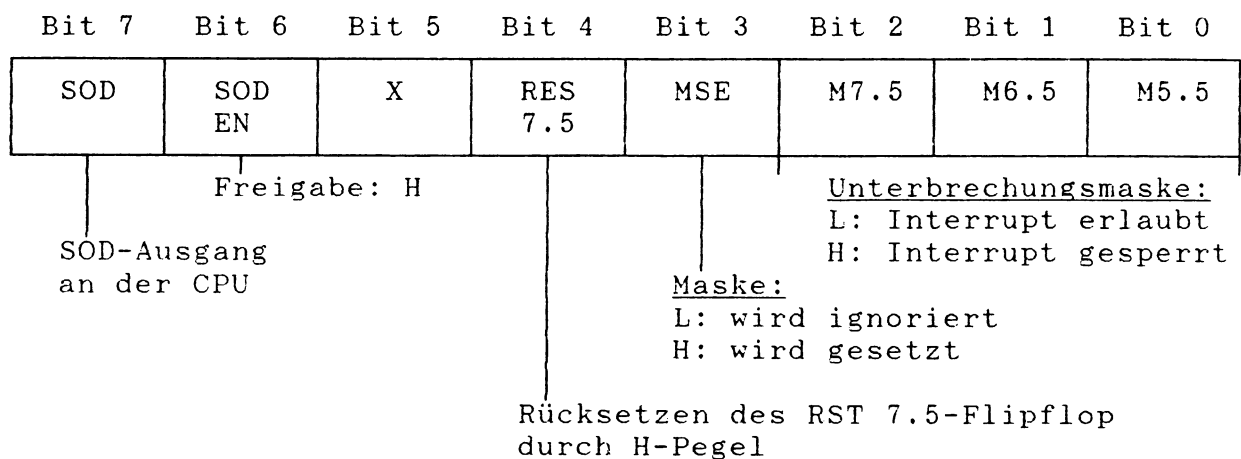 Bit 7 Bit 6 Bit 5 Bit 4 Bit 3 Bit 2 Bit 1 Bit 0
SOD SOD X RES MSE M7.5 M6.5 M5.5
EN 7.5
Freigabe: H
SOD-Ausgang
an der CPU
Unterbrechungsmaske:
L: Interrupt erlaubt
H: Interrupt gesperrt
Maske:
L: wird ignoriert
H: wird gesetzt
Rücksetzen des RST 7.5-Flipflop
durch H-Pegel